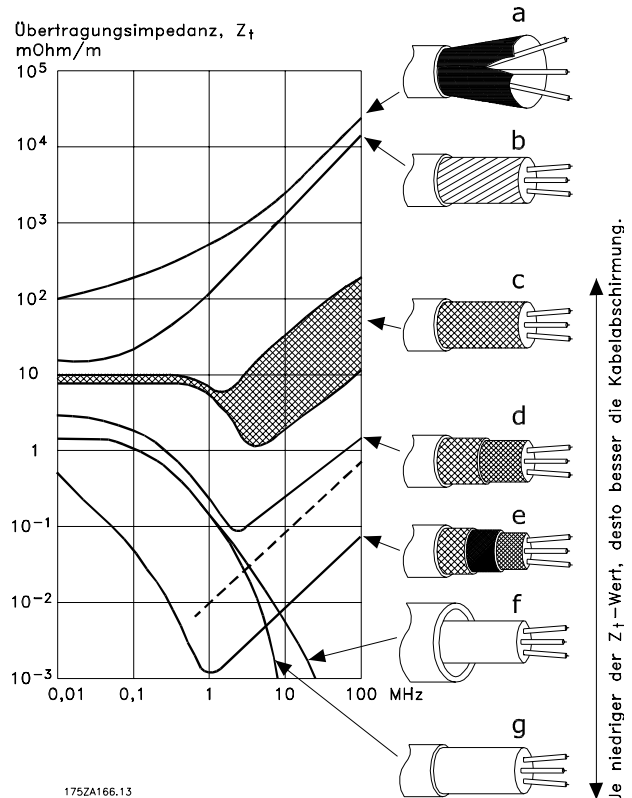 Übertragungsimpedanz, Zt
mOhm/m
10⁵
10⁴
10³
10²
10
1
10⁻¹
10⁻²
10⁻³
0,01 0,1 1 10 100 MHz
a
b
c
d
e
f
g
Je niedriger der Zt-Wert, desto besser die Kabelabschirmung.
175ZA166.13